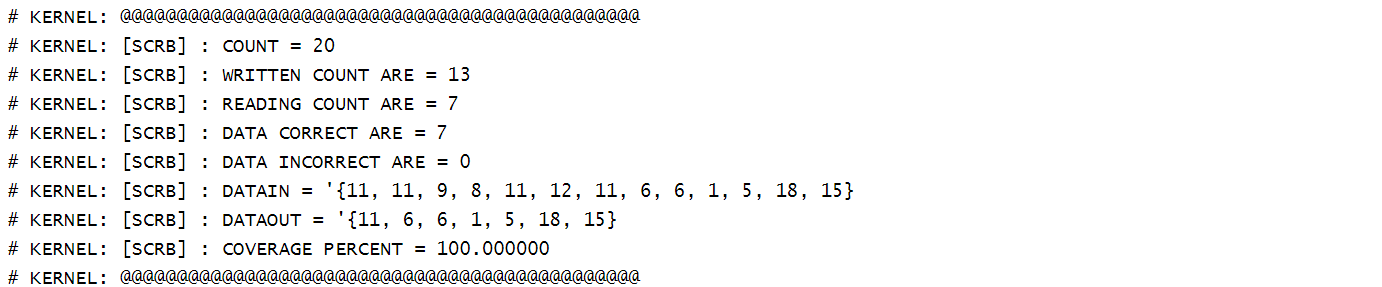 # KERNEL: @@@@@@@@@@@@@@@@@@@@@@@@@@@@@@@@@@@@@@@@@@@@@@@
# KERNEL: [SCRB] : COUNT = 20
# KERNEL: [SCRB] : WRITTEN COUNT ARE = 13
# KERNEL: [SCRB] : READING COUNT ARE = 7
# KERNEL: [SCRB] : DATA CORRECT ARE = 7
# KERNEL: [SCRB] : DATA INCORRECT ARE = 0
# KERNEL: [SCRB] : DATAIN = '{11, 11, 9, 8, 11, 12, 11, 6, 6, 1, 5, 18, 15}
# KERNEL: [SCRB] : DATAOUT = '{11, 6, 6, 1, 5, 18, 15}
# KERNEL: [SCRB] : COVERAGE PERCENT = 100.000000
# KERNEL: @@@@@@@@@@@@@@@@@@@@@@@@@@@@@@@@@@@@@@@@@@@@@@@